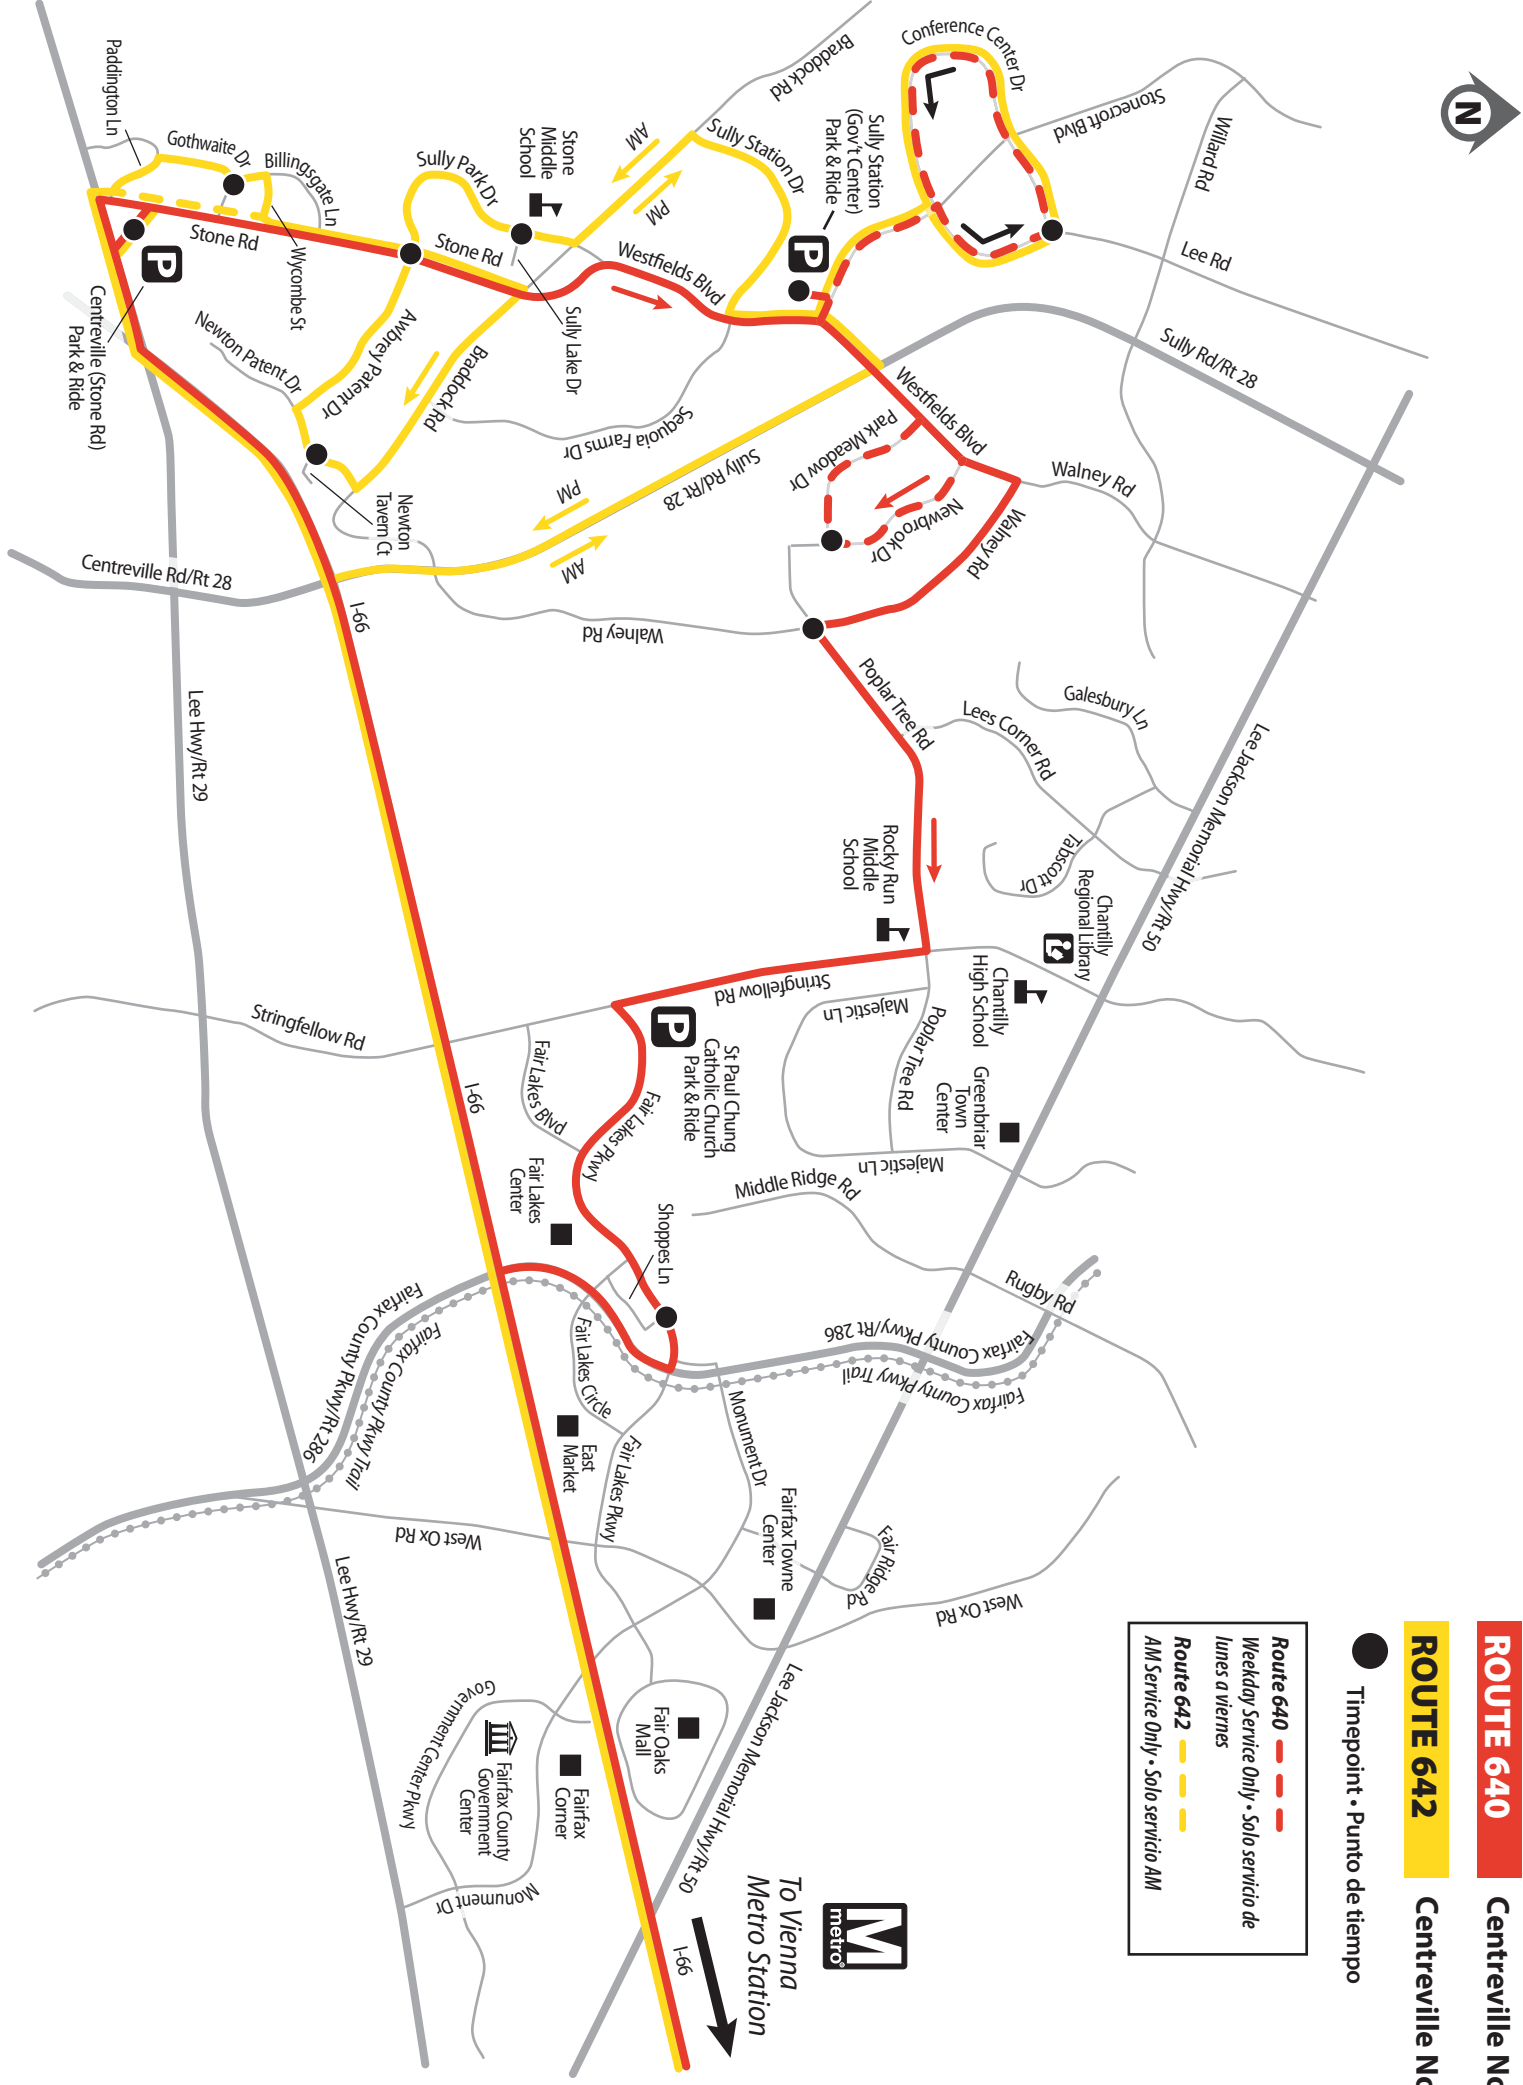 ROUTE 640
Centreville No
ROUTE 642
Centreville No
Timepoint • Punto de tiempo
Route 640
Weekday Service Only • Solo servicio de
lunes a viernes
Route 642
AM Service Only • Solo servicio AM
N
Conference Center Dr
Stonecroft Blvd
Willard Rd
Lee Rd
Sully Rd/Rt 28
Braddock Rd
Sully Station Dr
Sully Station
(Gov't Center)
Park & Ride
P
AM
PM
Stone
Middle
School
Sully Park Dr
Paddington Ln
Gothwaite Dr
Billingsgate Ln
Stone Rd
Wycombe St
Stone Rd
Westfields Blvd
Sully Lake Dr
P
Centreville (Stone Rd)
Park & Ride
Newton Patent Dr
Awbrey Patent Dr
Braddock Rd
Sequoia Farms Dr
Newton
Tavern Ct
Sully Rd/Rt 28
PM
AM
Westfields Blvd
Park Meadow Dr
Newbrook Dr
Walney Rd
Walney Rd
Walney Rd
Centreville Rd/Rt 28
I-66
Lee Hwy/Rt 29
Poplar Tree Rd
Lees Corner Rd
Galesbury Ln
Lee Jackson Memorial Hwy/Rt 50
Tabscott Dr
Rocky Run
Middle
School
Chantilly
Regional Library
Chantilly
High School
Stringfellow Rd
Stringfellow Rd
Majestic Ln
Poplar Tree Rd
Greenbriar
Town
Center
Majestic Ln
P
St Paul Chung
Catholic Church
Park & Ride
Fair Lakes Blvd
Fair Lakes Pkwy
I-66
Fair Lakes
Center
Shoppes Ln
Middle Ridge Rd
Rugby Rd
Fairfax County Pkwy/Rt 286
Fairfax County Pkwy Trail
Fairfax County Pkwy/Rt 286
Fairfax County Pkwy Trail
Fair Lakes Circle
East
Market
Fair Lakes Pkwy
Monument Dr
Fairfax Towne
Center
Fair Ridge Rd
West Ox Rd
West Ox Rd
Lee Hwy/Rt 29
Lee Jackson Memorial Hwy/Rt 50
Fair Oaks
Mall
Fairfax
Corner
Government Center Pkwy
Fairfax County
Government
Center
Monument Dr
I-66
To Vienna
Metro Station
M
metro®